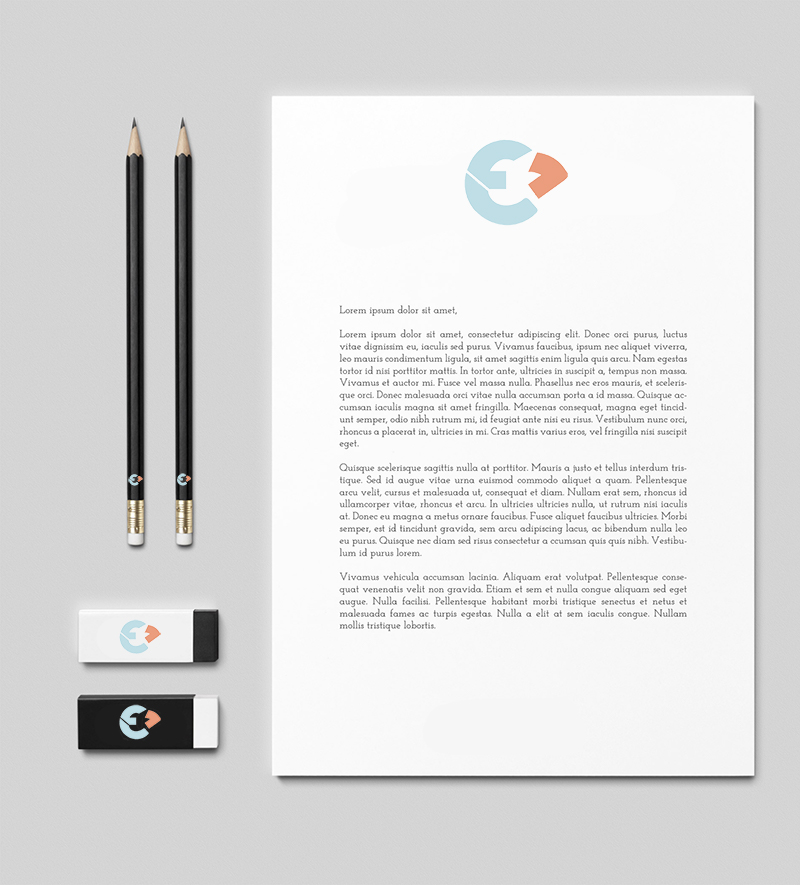 Lorem ipsum dolor sit amet,
Lorem ipsum dolor sit amet, consectetur adipiscing elit. Donec orci purus, luctus
vitae dignissim eu, iaculis sed purus. Vivamus faucibus, ipsum nec aliquet viverra,
leo mauris condimentum ligula, sit amet sagittis enim ligula quis arcu. Nam egestas
tortor id nisi porttitor mattis. In tortor ante, ultricies in suscipit a, tempus non massa.
Vivamus et auctor mi. Fusce vel massa nulla. Phasellus nec eros mauris, et sceleris-
que orci. Donec malesuada orci vitae nulla accumsan porta a id massa. Quisque ac-
cumsan iaculis magna sit amet fringilla. Maecenas consequat, magna eget tincid-
unt semper, odio nibh rutrum mi, id feugiat ante nisi eu risus. Vestibulum nunc orci,
rhoncus a placerat in, ultricies in mi. Cras mattis varius eros, vel fringilla nisi suscipit
eget.
Quisque scelerisque sagittis nulla at porttitor. Mauris a justo et tellus interdum tris-
tique. Sed id augue vitae urna euismod commodo aliquet a quam. Pellentesque
arcu velit, cursus et malesuada ut, consequat et diam. Nullam erat sem, rhoncus id
ullamcorper vitae, rhoncus et arcu. In ultricies ultricies nulla, ut rutrum nisi iaculis
at. Donec eu magna a metus ornare faucibus. Fusce aliquet faucibus ultricies. Morbi
semper, est id tincidunt gravida, sem arcu adipiscing lacus, ac bibendum nulla leo
eu purus. Quisque nec diam sed risus consectetur a ccumsan quis quis nibh. Vestibu-
lum id purus lorem.
Vivamus vehicula accumsan lacinia. Aliquam erat volutpat. Pellentesque conse-
quat venenatis velit non gravida. Etiam et sem et nulla congue aliquam sed eget
augue. Nulla facilisi. Pellentesque habitant morbi tristique senectus et netus et
malesuada fames ac turpis egestas. Nulla a elit at sem iaculis congue. Nullam
mollis tristique lobortis.